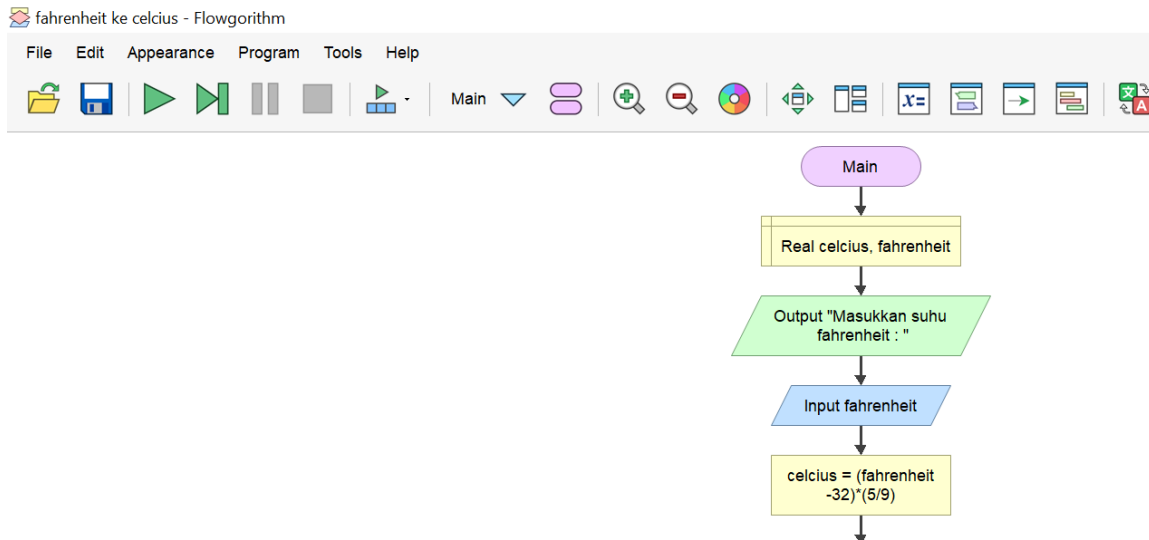 fahrenheit ke celcius - Flowgorithm
File Edit Appearance Program Tools Help
Main
x=
文
A
Main
Real celcius, fahrenheit
Output "Masukkan suhu
fahrenheit : "
Input fahrenheit
celcius = (fahrenheit
-32)*(5/9)